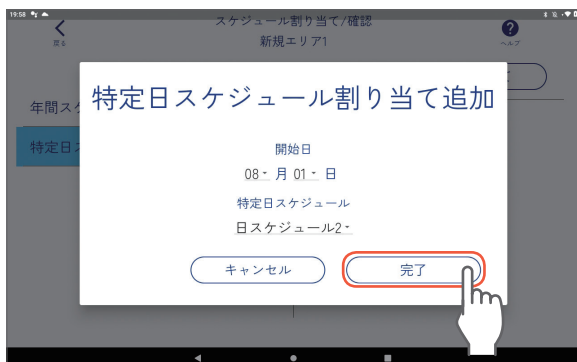 19:58
スケジュール割り当て/確認
戻る
新規エリア1
?
ヘルプ
年間ス
特定日ス
特定日スケジュール割り当て追加
開始日
08 月 01 日
特定日スケジュール
日スケジュール2
キャンセル
完了